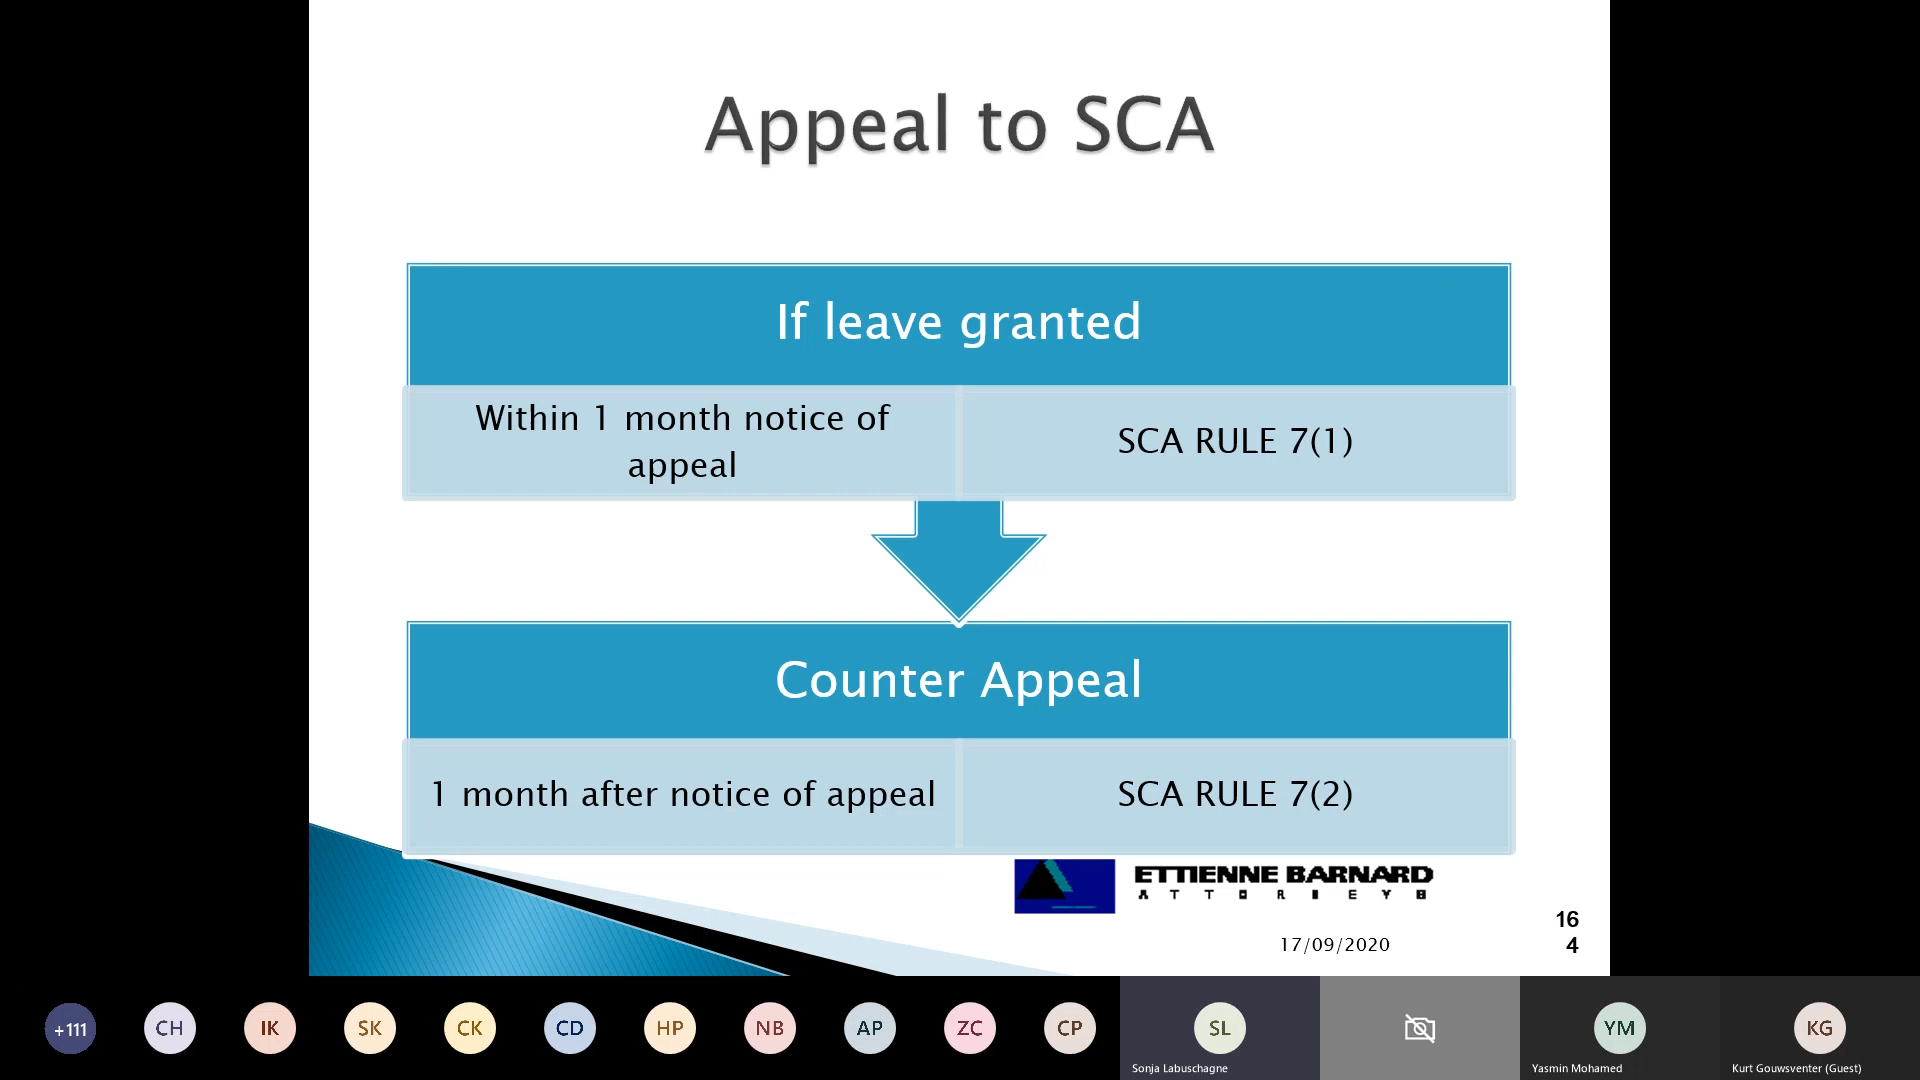 Appeal to SCA
If leave granted
Within 1 month notice of
appeal
SCA RULE 7(1)
Counter Appeal
1 month after notice of appeal
SCA RULE 7(2)
ETTIENNE BARNARD
ATTORNEYS
17/09/2020
16
4
+111
CH
IK
SK
CK
CD
HP
NB
AP
ZC
CP
SL
YM
KG
Sonja Labuschagne
Yasmin Mohamed
Kurt Gouwsventer (Guest)